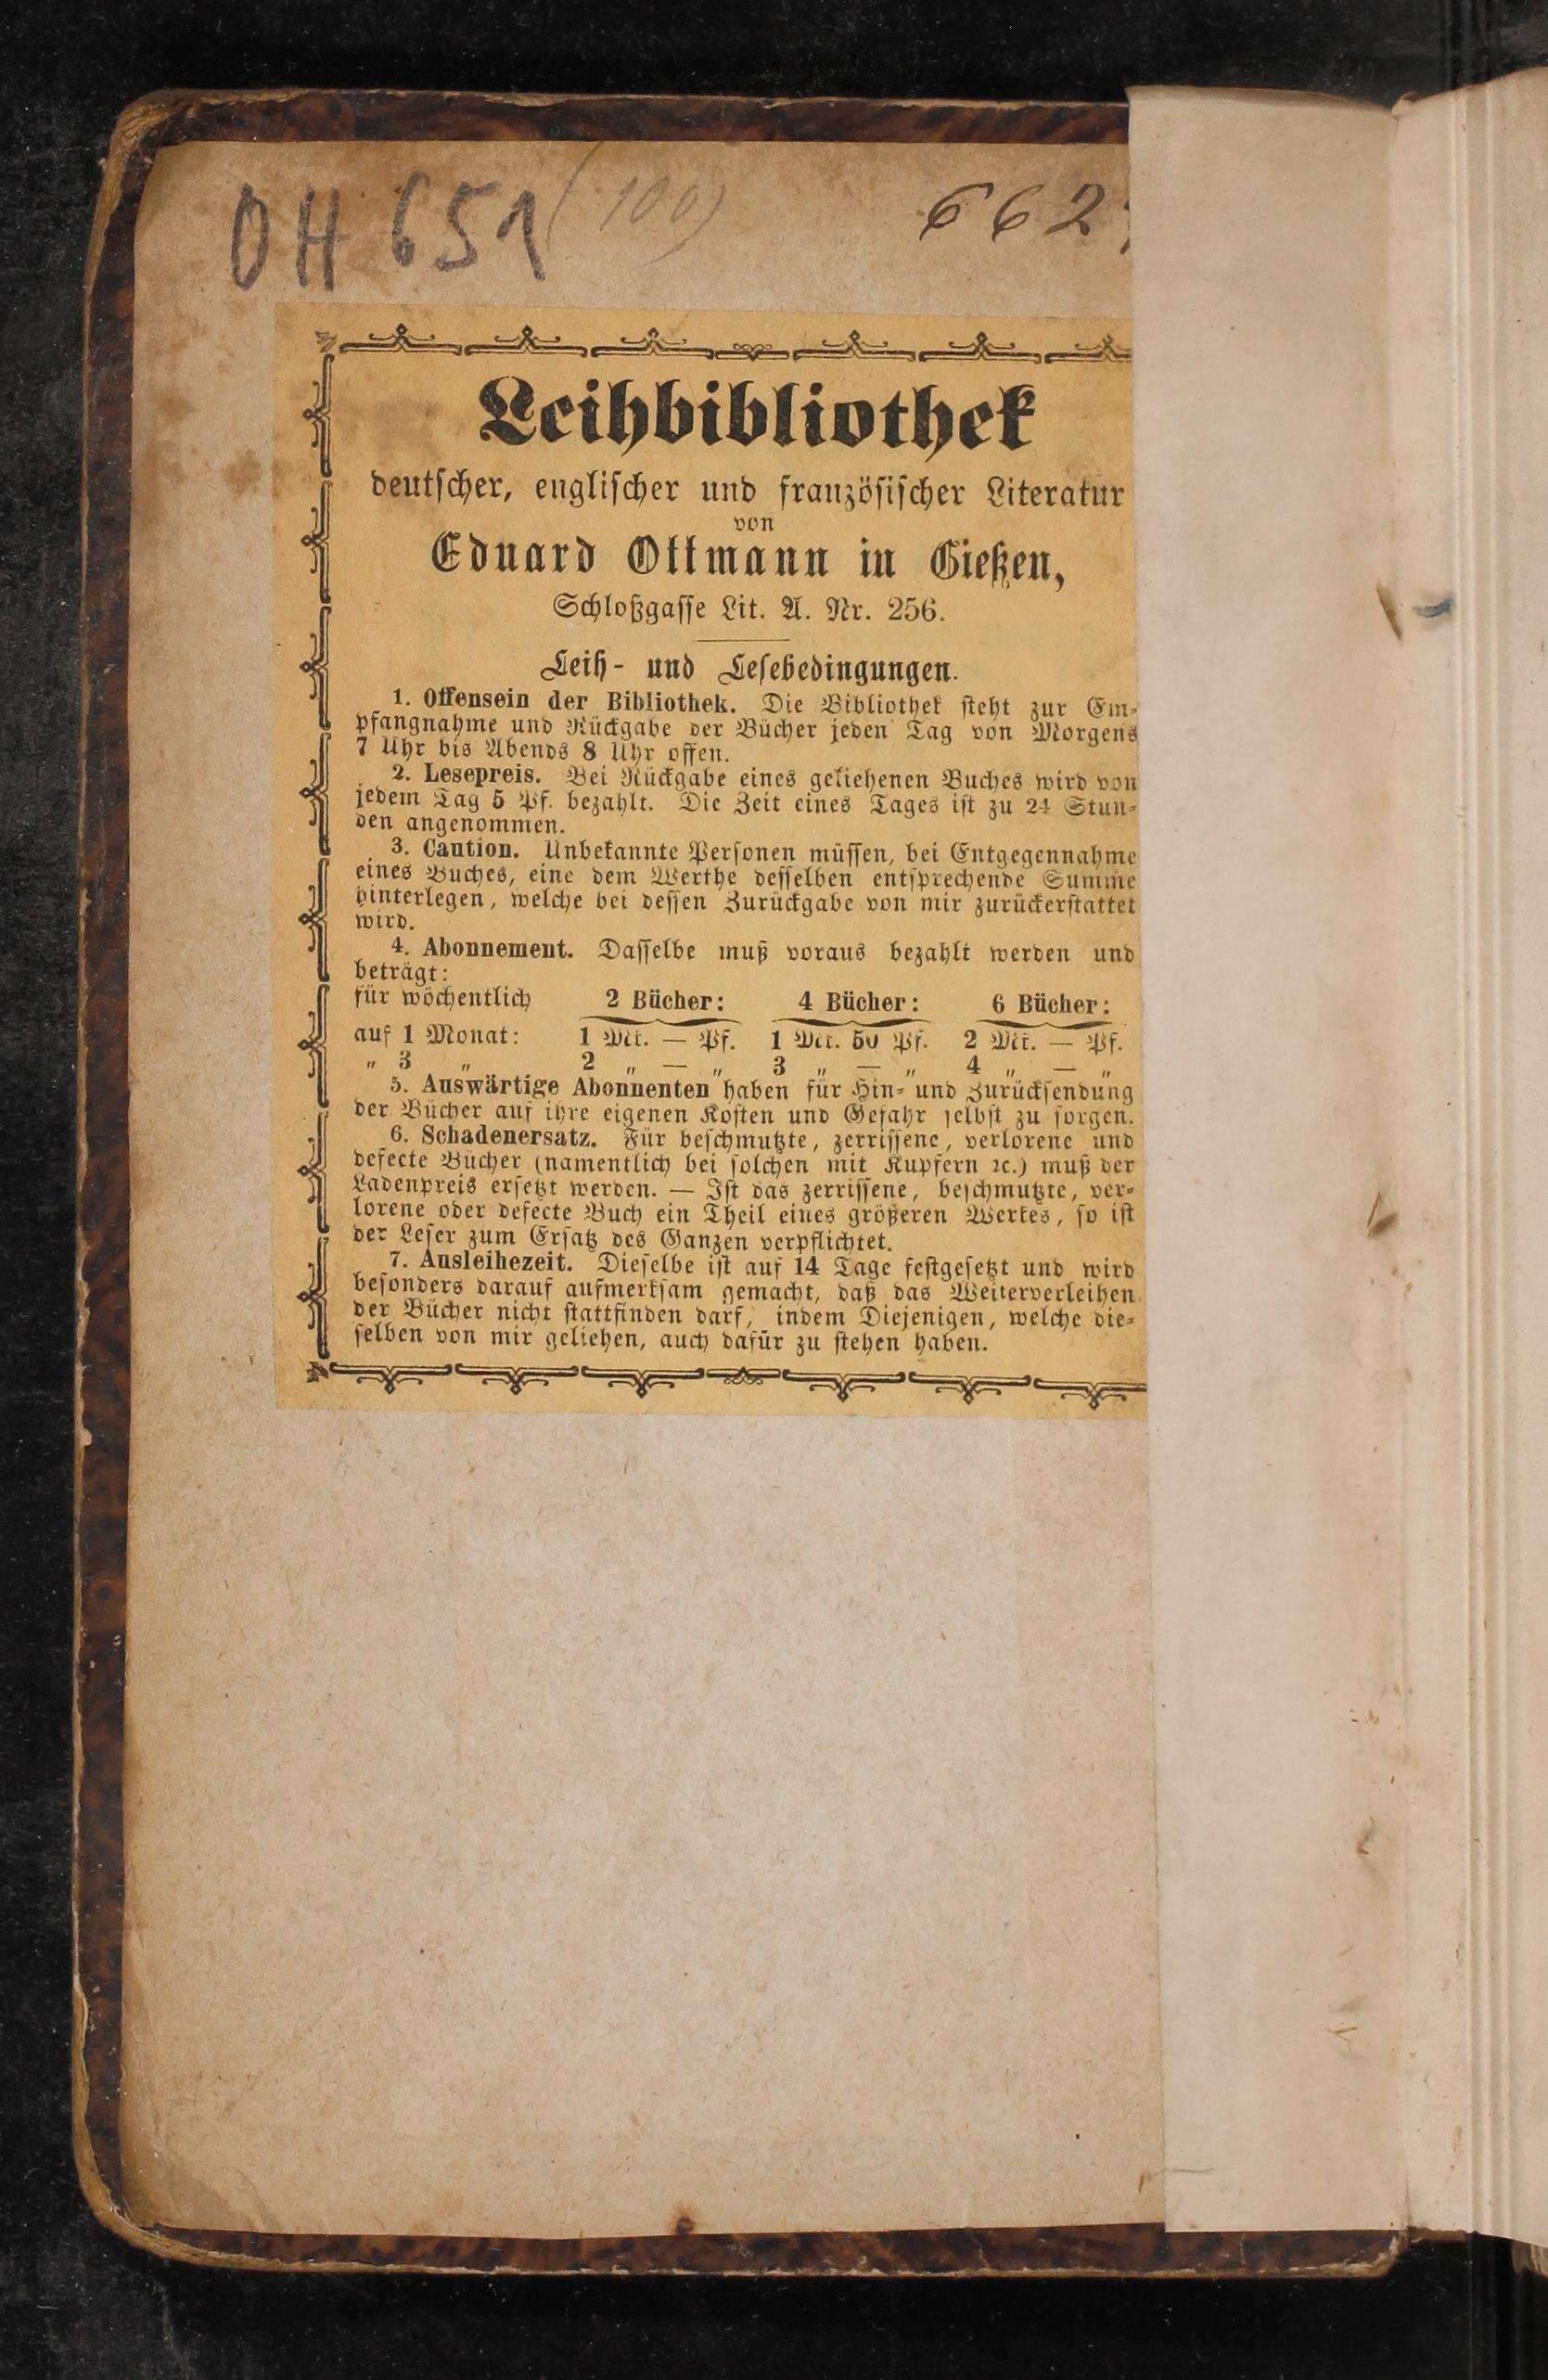 OH 651 (100) 662
Leihbibliothek
deutscher, englischer und französischer Literatur
von
Eduard Ottmann in Gießen,
Schloßgasse Lit. A. Nr. 256.
Leih- und Lesebedingungen.
1. Offensein der Bibliothek. Die Bibliothek steht zur Em-
pfangnahme und Rückgabe der Bücher jeden Tag von Morgens
7 Uhr bis Abends 8 Uhr offen.
2. Lesepreis. Bei Rückgabe eines geliehenen Buches wird von
jedem Tag 5 Pf. bezahlt. Die Zeit eines Tages ist zu 24 Stun-
den angenommen.
3. Caution. Unbekannte Personen müssen, bei Entgegennahme
eines Buches, eine dem Werthe desselben entsprechende Summe
hinterlegen, welche bei dessen Zurückgabe von mir zurückerstattet
wird.
4. Abonnement. Dasselbe muß voraus bezahlt werden und
beträgt:
für wöchentlich 2 Bücher: 4 Bücher: 6 Bücher:
auf 1 Monat: 1 Mk. — Pf. 1 Mk. 50 Pf. 2 Mk. — Pf.
„ 3 „ 2 „ — „ 3 „ — „ 4 „ — „
5. Auswärtige Abonnenten haben für Hin- und Zurücksendung
der Bücher auf ihre eigenen Kosten und Gefahr selbst zu sorgen.
6. Schadenersatz. Für beschmutzte, zerrissene, verlorene und
defecte Bücher (namentlich bei solchen mit Kupfern ꝛc.) muß der
Ladenpreis ersetzt werden. — Ist das zerrissene, beschmutzte, ver-
lorene oder defecte Buch ein Theil eines größeren Werkes, so ist
der Leser zum Ersatz des Ganzen verpflichtet.
7. Ausleihezeit. Dieselbe ist auf 14 Tage festgesetzt und wird
besonders darauf aufmerksam gemacht, daß das Weiterverleihen
der Bücher nicht stattfinden darf, indem Diejenigen, welche die-
selben von mir geliehen, auch dafür zu stehen haben.